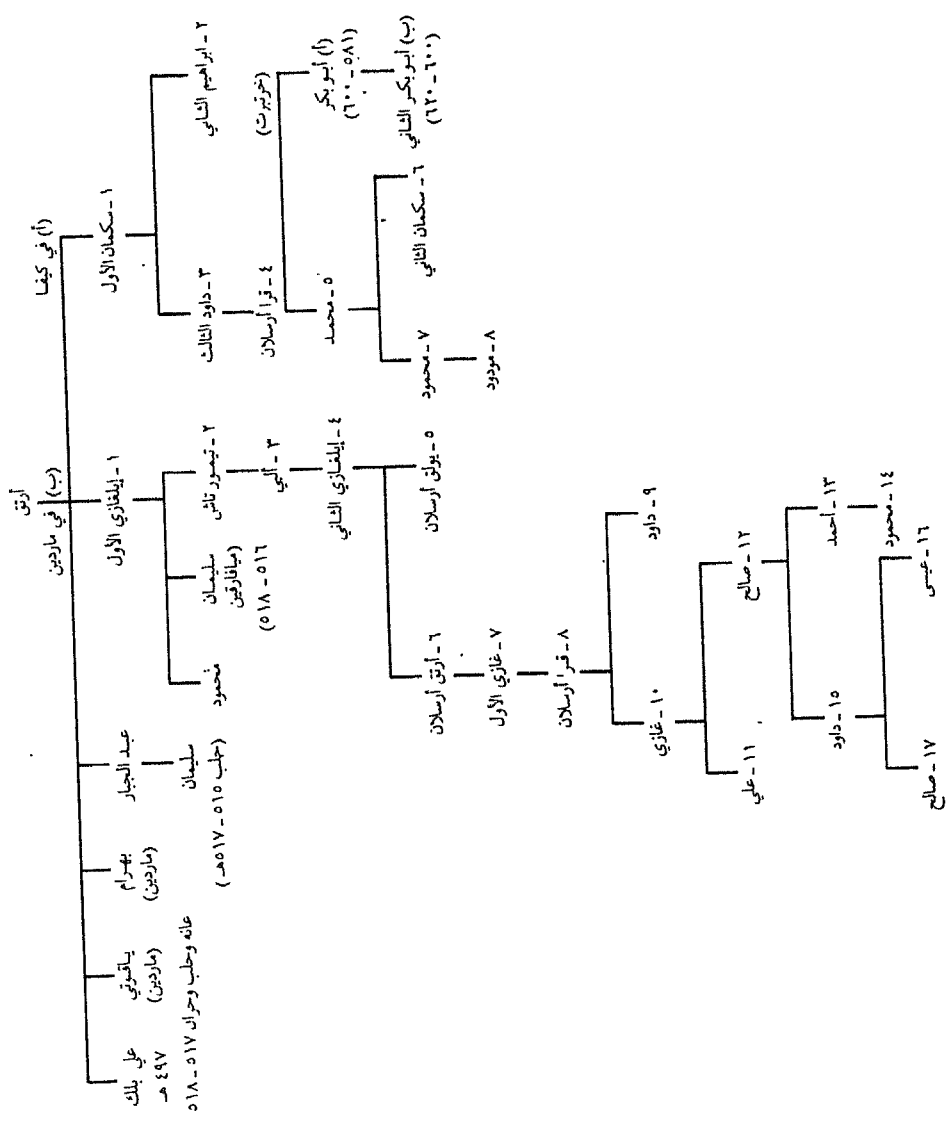 أرتق
(أ) في كيفا
١ - سكمان الأول
٢ - ابراهيم الثاني
٣ - داود الثالث
٤ - قرا أرسلان
(خرتبرت)
(أ) أبو بكر
(٥٨١ - ٦٠٠)
(ب) أبو بكر الثاني
(٦٠٠ - ٦٢٠)
٥ - محمد
٦ - سكمان الثاني
٧ - محمود
٨ - مودود
(ب) في ماردين
١ - إيلغازي الأول
٢ - تيمور تاش
سليمان
(ميافارقين
٥١٦ - ٥١٨)
محمود
٣ - ألبي
٤ - إيلغازي الثاني
٥ - يولق أرسلان
٦ - أرتق أرسلان
٧ - غازي الأول
٨ - قرا أرسلان
٩ - داود
١٠ - غازي
١١ - علي
١٢ - صالح
١٣ - أحمد
١٤ - محمود
١٥ - داود
١٦ - عيسى
١٧ - صالح
عبد الجبار
سليمان
(حلب ٥١٥ - ٥١٧هـ)
بهرام
(ماردين)
ياقوتي
(ماردين)
علي بلك
٤٩٧ هـ
عانه وحلب وحران ٥١٧ - ٥١٨